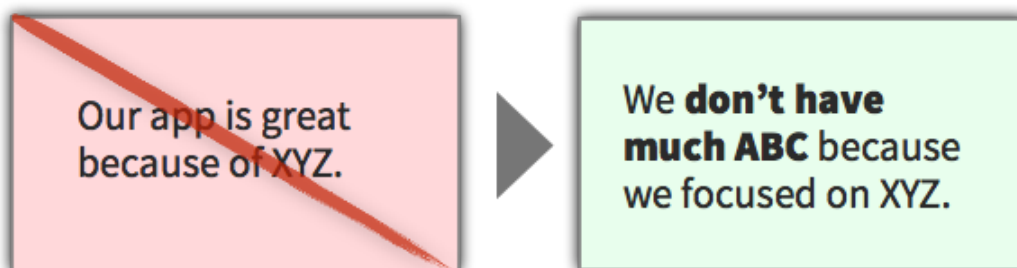 Our app is great
because of XYZ.
We don't have
much ABC because
we focused on XYZ.